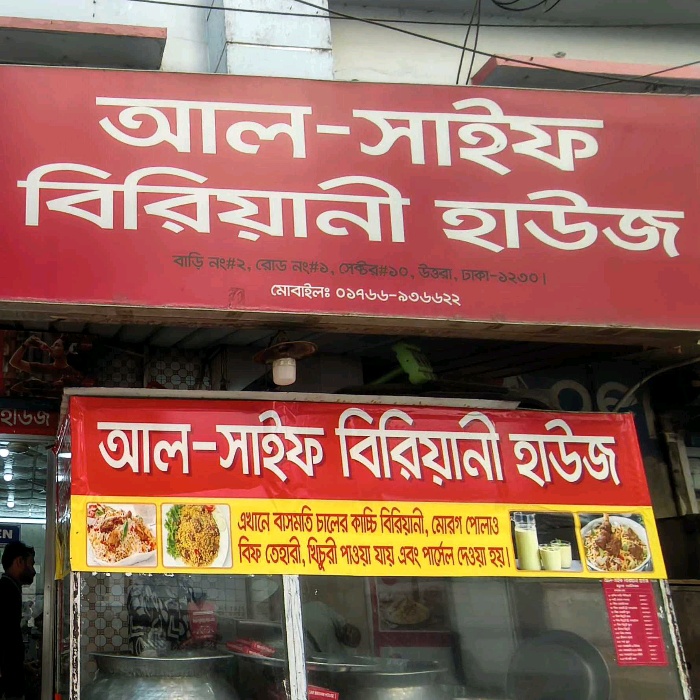 আল-সাইফ
বিরিয়ানী হাউজ
বাড়ি নং#২, রোড নং#১, সেক্টর#১০, উত্তরা, ঢাকা-১২৩০।
মোবাইলঃ ০১৭৬৬-৯৩৬৬২২
হাউজ
আল-সাইফ বিরিয়ানী হাউজ
এখানে বাসমতি চালের কাচ্চি বিরিয়ানী, মোরগ পোলাও
বিফ তেহারী, খিচুরী পাওয়া যায় এবং পার্সেল দেওয়া হয়।
EN